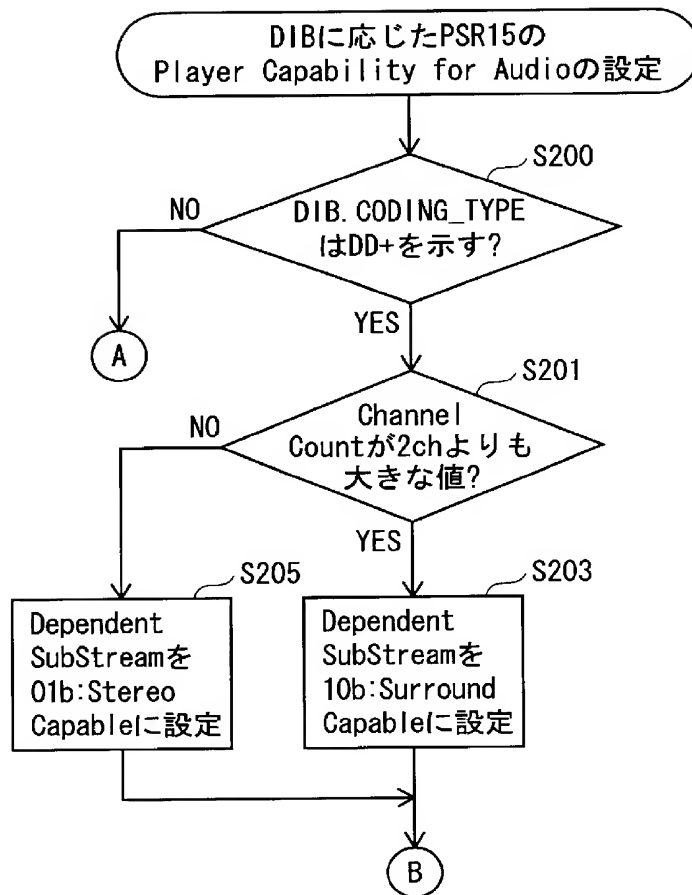 DIBに応じたPSR15の
Player Capability for Audioの設定
S200
NO
DIB.CODING_TYPE
はDD+を示す?
A
YES
S201
NO
Channel
Countが2chよりも
大きな値?
YES
S205
Dependent
SubStreamを
01b:Stereo
Capableに設定
S203
Dependent
SubStreamを
10b:Surround
Capableに設定
B